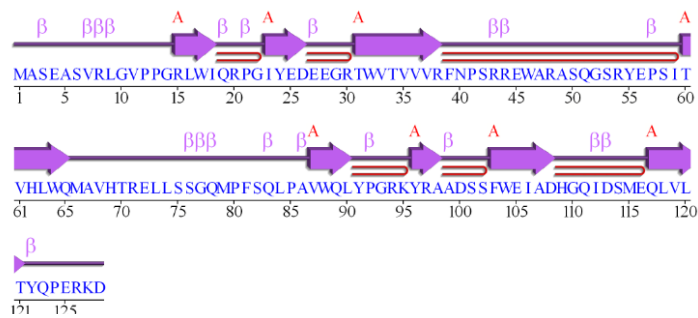 β βββ A β β A β A ββ β A
MASEASVRLGVPPGRLWIQRPGIYEDEEGRTWVTVVVRFNPSRREWARASQGSRYEPSIT
1 5 10 15 20 25 30 35 40 45 50 55 60
βββ β β A β A β A ββ A
VHLWQMAVHTRELLSSGQMPFSQLPAVWQLYPGRKYRAADSSFWEIADHGQIDSMEQLVL
61 65 70 75 80 85 90 95 100 105 110 115 120
β
TYQPERKD
121 125